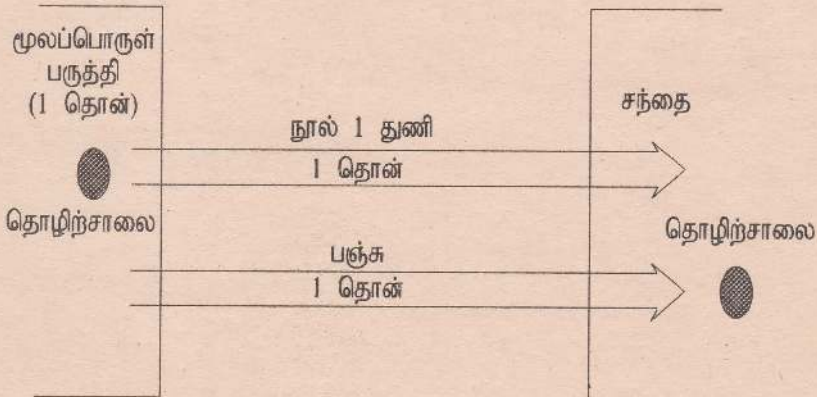 மூலப்பொருள்
பருத்தி
(1 தொன்)
சந்தை
நூல் 1 துணி
1 தொன்
தொழிற்சாலை
தொழிற்சாலை
பஞ்சு
1 தொன்